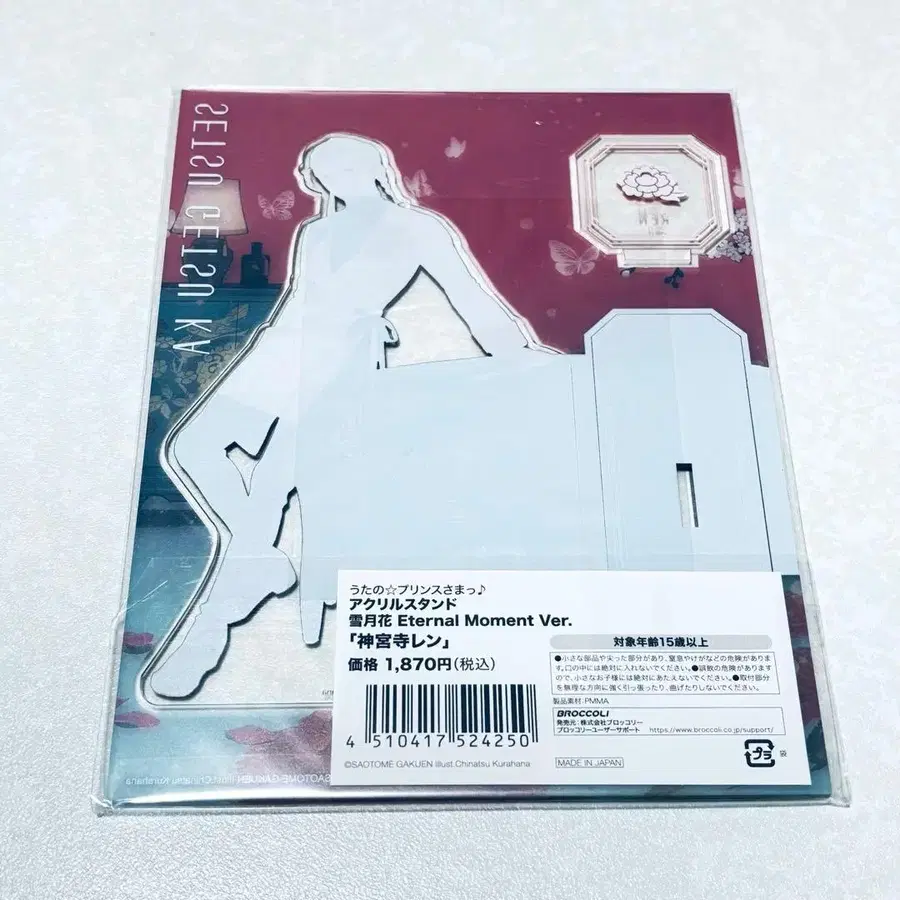 SETSU GETSU KA
REN
うたの☆プリンスさまっ♪
アクリルスタンド
雪月花 Eternal Moment Ver.
「神宮寺レン」
価格 1,870円(税込)
対象年齢15歳以上
●小さな部品や尖った部分があり、窒息やけがなどの危険がありま
す。口の中には絶対に入れないでください。●誤飲の危険があります
ので、小さなお子様には絶対にあたえないでください。●取付部分
を無理な方向に強く引っ張ったり、曲げたりしないでください。
製品素材:PMMA
BROCCOLI
発売元:株式会社ブロッコリー
ブロッコリーユーザーサポート https://www.broccoli.co.jp/support/
4 510417 524250
©SAOTOME GAKUEN Illust.Chinatsu Kurahana
MADE IN JAPAN
プラ
袋
©SAOTOME GAKUEN Illust.Chinatsu Kurahana